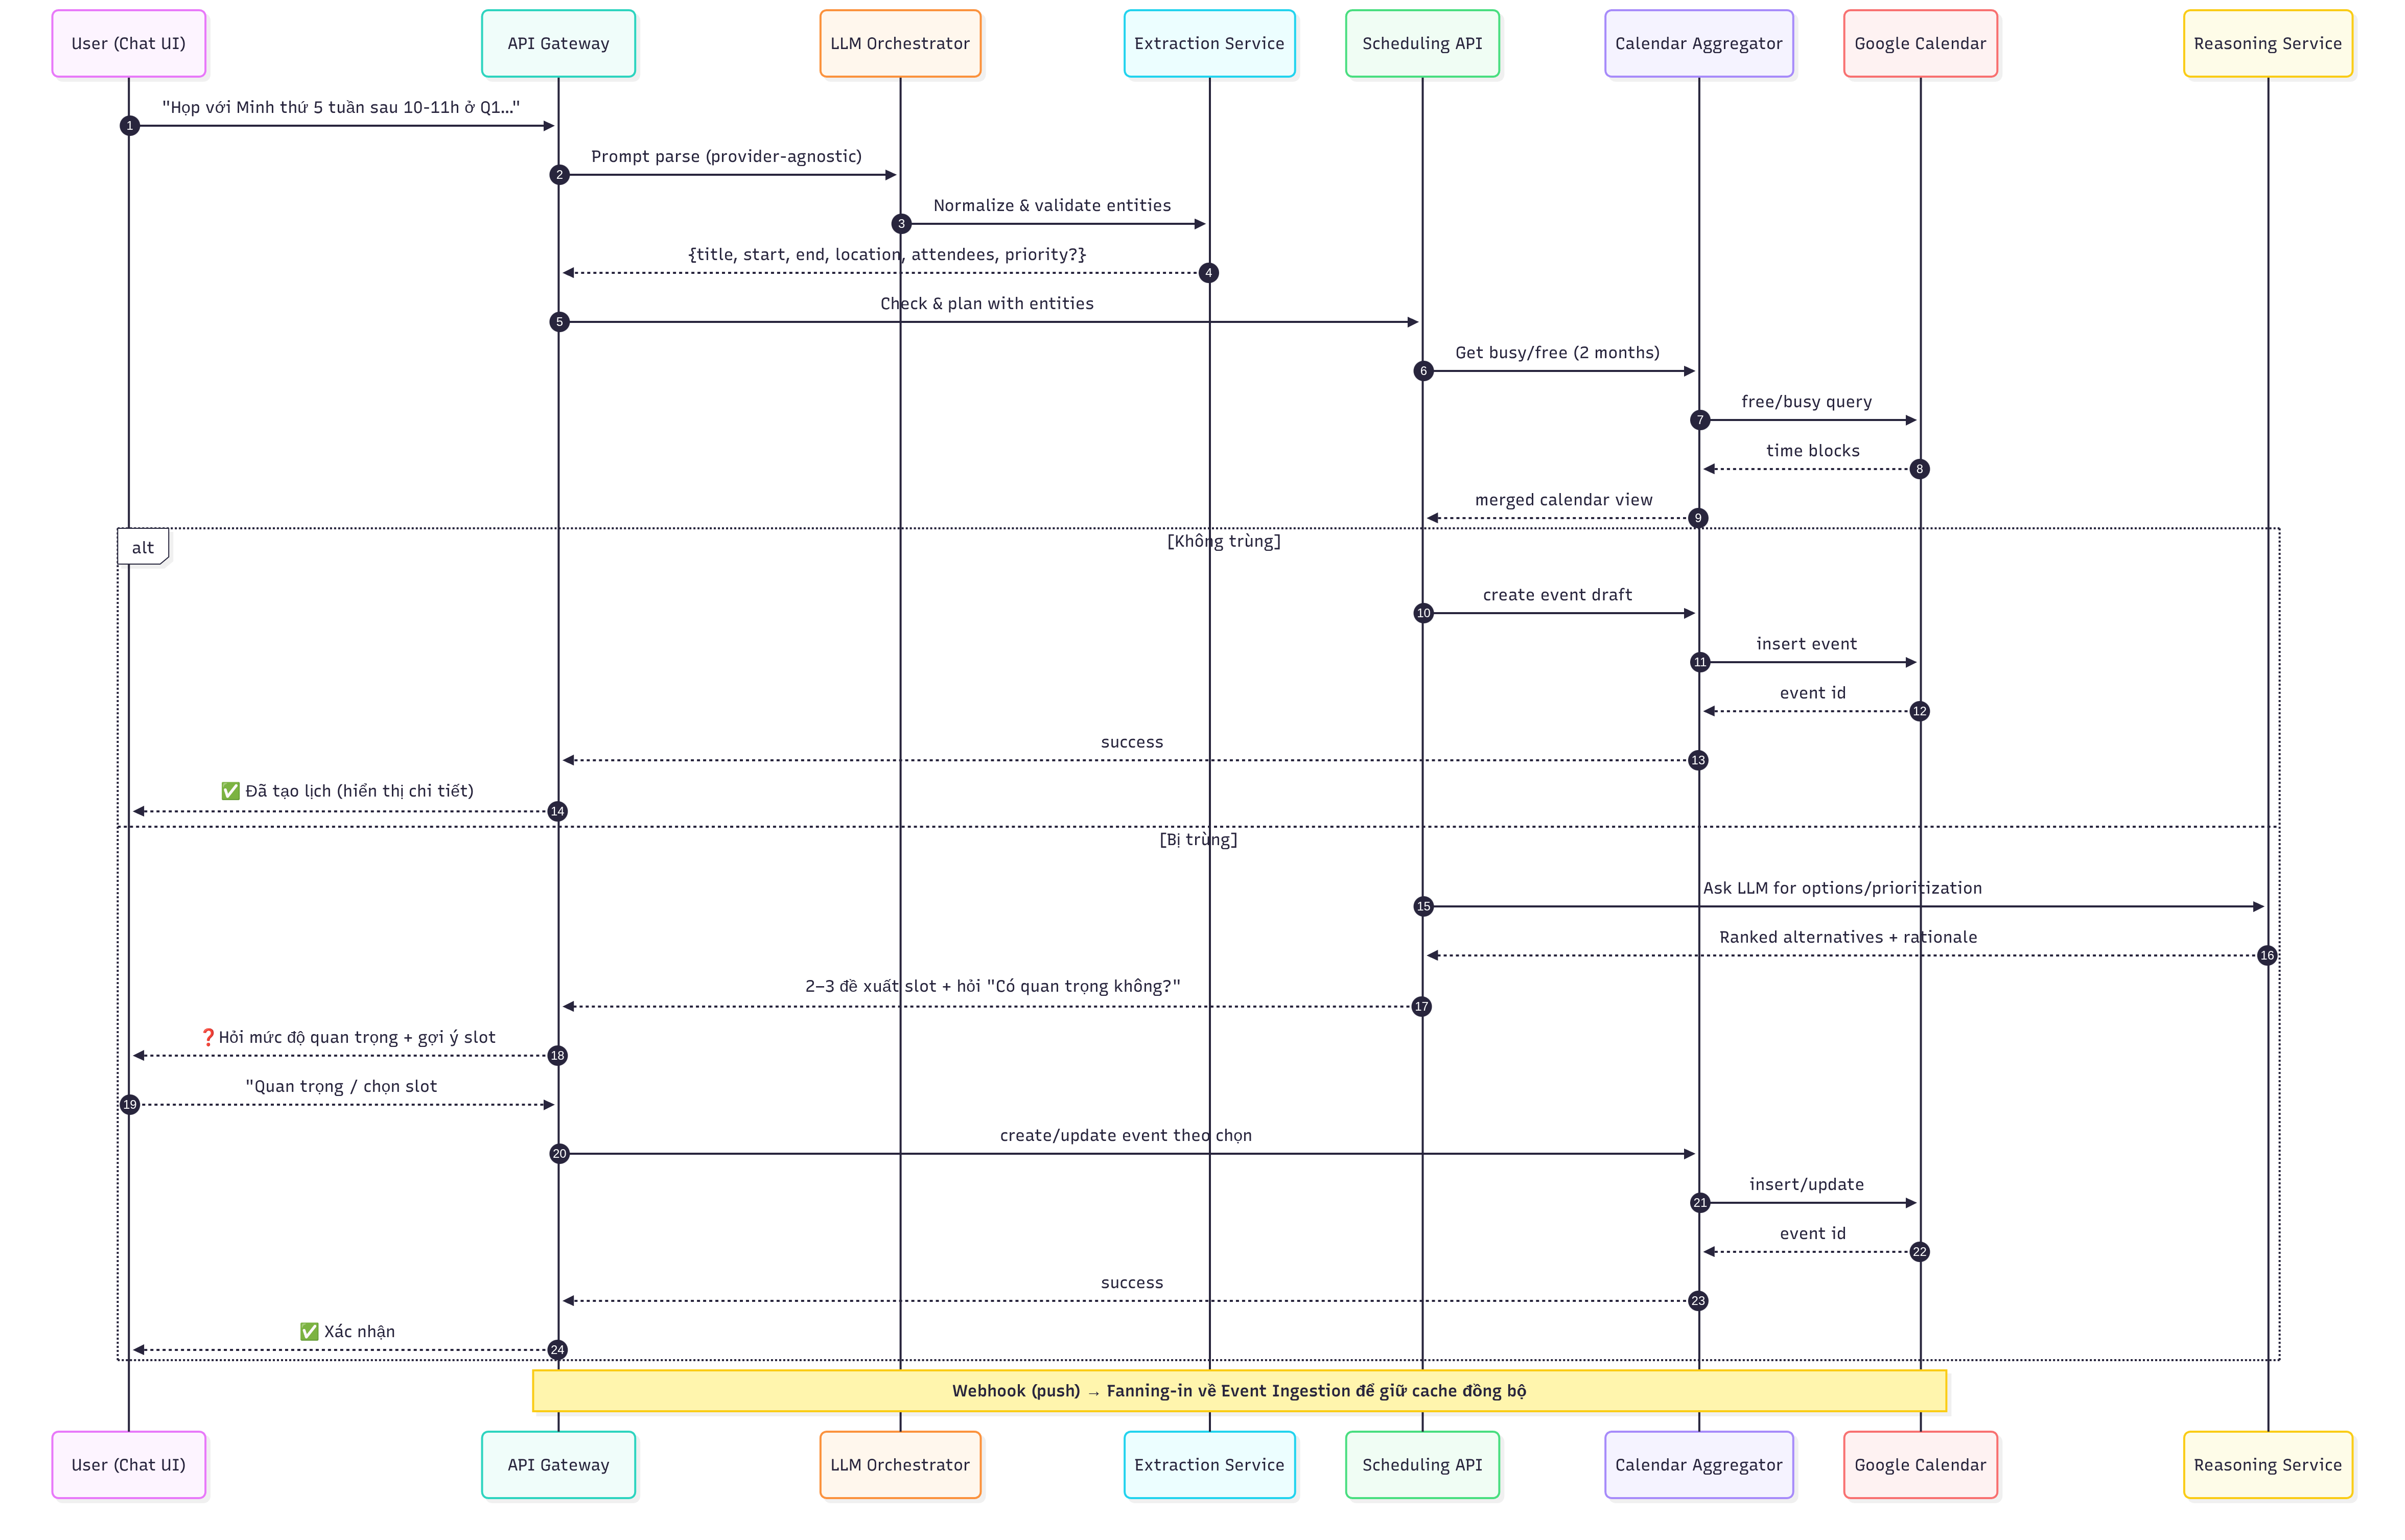 User (Chat UI)
API Gateway
LLM Orchestrator
Extraction Service
Scheduling API
Calendar Aggregator
Google Calendar
Reasoning Service
"Họp với Minh thứ 5 tuần sau 10-11h ở Q1..."
1
Prompt parse (provider-agnostic)
2
Normalize & validate entities
3
{title, start, end, location, attendees, priority?}
4
Check & plan with entities
5
Get busy/free (2 months)
6
free/busy query
7
time blocks
8
merged calendar view
9
alt
[Không trùng]
create event draft
10
insert event
11
event id
12
success
13
✅ Đã tạo lịch (hiển thị chi tiết)
14
[Bị trùng]
Ask LLM for options/prioritization
15
Ranked alternatives + rationale
16
2–3 đề xuất slot + hỏi "Có quan trọng không?"
17
❓Hỏi mức độ quan trọng + gợi ý slot
18
"Quan trọng / chọn slot
19
create/update event theo chọn
20
insert/update
21
event id
22
success
23
✅ Xác nhận
24
Webhook (push) → Fanning-in về Event Ingestion để giữ cache đồng bộ
User (Chat UI)
API Gateway
LLM Orchestrator
Extraction Service
Scheduling API
Calendar Aggregator
Google Calendar
Reasoning Service